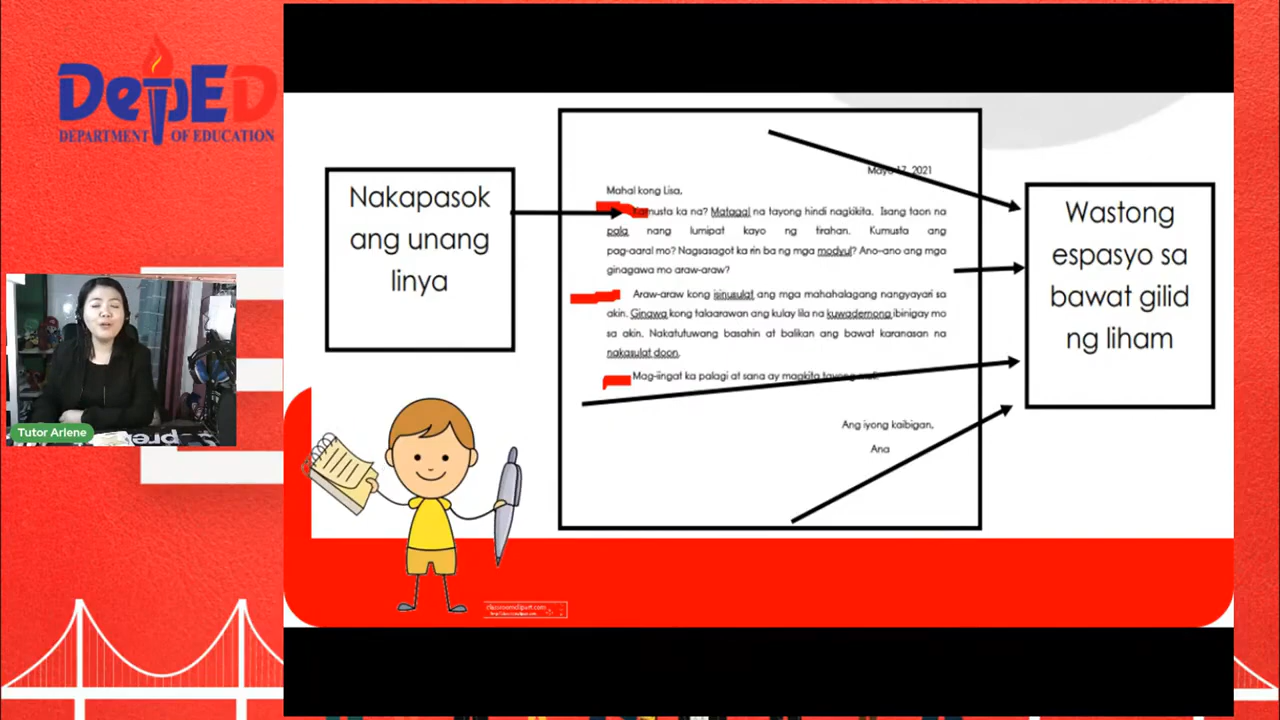 DepED
DEPARTMENT OF EDUCATION
Nakapasok
ang unang
linya
Mayo 17, 2021
Mahal kong Lisa,
Kamusta ka na? Matagal na tayong hindi nagkikita. Isang taon na
pala nang lumipat kayo ng tirahan. Kumusta ang
pag-aaral mo? Nagsasagot ka rin ba ng mga modyul? Ano–ano ang mga
ginagawa mo araw-araw?
Araw-araw kong isinusulat ang mga mahahalagang nangyayari sa
akin. Ginawa kong talaarawan ang kulay lila na kuwadernong ibinigay mo
sa akin. Nakatutuwang basahin at balikan ang bawat karanasan na
nakasulat doon.
Mag-iingat ka palagi at sana ay magkita tayong muli.
Ang iyong kaibigan,
Ana
Wastong
espasyo sa
bawat gilid
ng liham
Tutor Arlene
classroomclipart.com